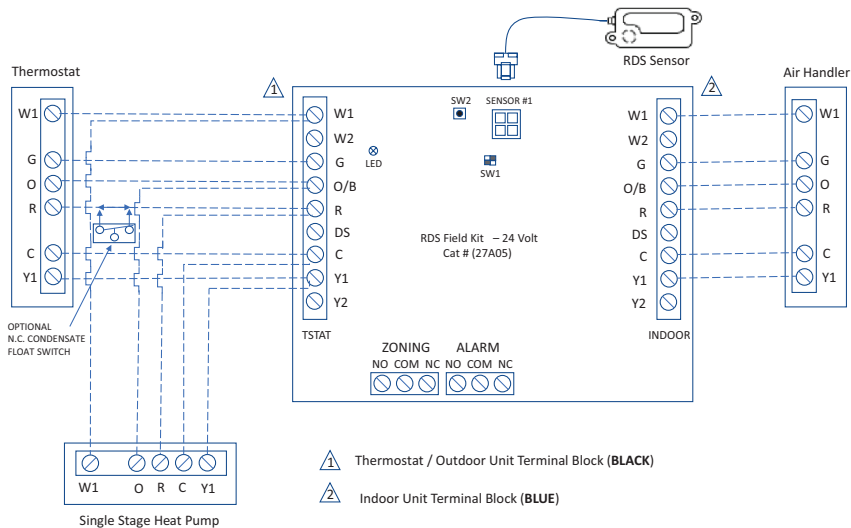 RDS Sensor
Thermostat
Air Handler
1
2
W1
G
O
R
C
Y1
OPTIONAL
N.C. CONDENSATE
FLOAT SWITCH
W1
W2
G
O/B
R
DS
C
Y1
Y2
TSTAT
SW2
SENSOR #1
LED
SW1
RDS Field Kit – 24 Volt
Cat # (27A05)
ZONING
NO COM NC
ALARM
NO COM NC
W1
W2
G
O/B
R
DS
C
Y1
Y2
INDOOR
W1
G
O
R
C
Y1
W1 O R C Y1
Single Stage Heat Pump
1 Thermostat / Outdoor Unit Terminal Block (BLACK)
2 Indoor Unit Terminal Block (BLUE)